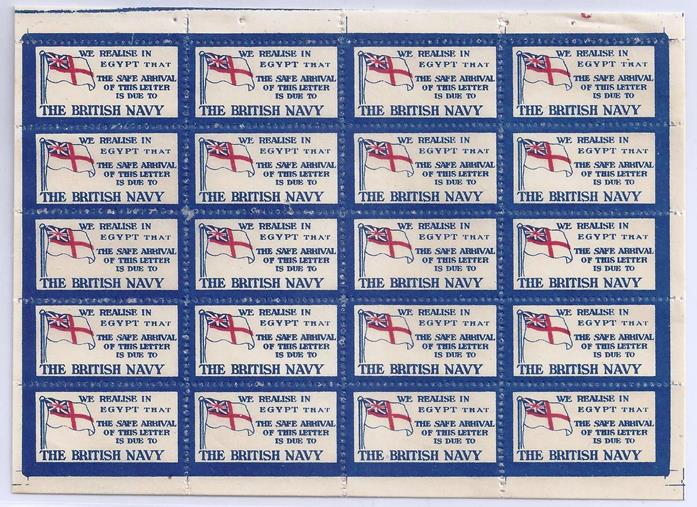 WE REALISE IN
EGYPT THAT
THE SAFE ARRIVAL
OF THIS LETTER
IS DUE TO
THE BRITISH NAVY
WE REALISE IN
EGYPT THAT
THE SAFE ARRIVAL
OF THIS LETTER
IS DUE TO
THE BRITISH NAVY
WE REALISE IN
EGYPT THAT
THE SAFE ARRIVAL
OF THIS LETTER
IS DUE TO
THE BRITISH NAVY
WE REALISE IN
EGYPT THAT
THE SAFE ARRIVAL
OF THIS LETTER
IS DUE TO
THE BRITISH NAVY
WE REALISE IN
EGYPT THAT
THE SAFE ARRIVAL
OF THIS LETTER
IS DUE TO
THE BRITISH NAVY
WE REALISE IN
EGYPT THAT
THE SAFE ARRIVAL
OF THIS LETTER
IS DUE TO
THE BRITISH NAVY
WE REALISE IN
EGYPT THAT
THE SAFE ARRIVAL
OF THIS LETTER
IS DUE TO
THE BRITISH NAVY
WE REALISE IN
EGYPT THAT
THE SAFE ARRIVAL
OF THIS LETTER
IS DUE TO
THE BRITISH NAVY
WE REALISE IN
EGYPT THAT
THE SAFE ARRIVAL
OF THIS LETTER
IS DUE TO
THE BRITISH NAVY
WE REALISE IN
EGYPT THAT
THE SAFE ARRIVAL
OF THIS LETTER
IS DUE TO
THE BRITISH NAVY
WE REALISE IN
EGYPT THAT
THE SAFE ARRIVAL
OF THIS LETTER
IS DUE TO
THE BRITISH NAVY
WE REALISE IN
EGYPT THAT
THE SAFE ARRIVAL
OF THIS LETTER
IS DUE TO
THE BRITISH NAVY
WE REALISE IN
EGYPT THAT
THE SAFE ARRIVAL
OF THIS LETTER
IS DUE TO
THE BRITISH NAVY
WE REALISE IN
EGYPT THAT
THE SAFE ARRIVAL
OF THIS LETTER
IS DUE TO
THE BRITISH NAVY
WE REALISE IN
EGYPT THAT
THE SAFE ARRIVAL
OF THIS LETTER
IS DUE TO
THE BRITISH NAVY
WE REALISE IN
EGYPT THAT
THE SAFE ARRIVAL
OF THIS LETTER
IS DUE TO
THE BRITISH NAVY
WE REALISE IN
EGYPT THAT
THE SAFE ARRIVAL
OF THIS LETTER
IS DUE TO
THE BRITISH NAVY
WE REALISE IN
EGYPT THAT
THE SAFE ARRIVAL
OF THIS LETTER
IS DUE TO
THE BRITISH NAVY
WE REALISE IN
EGYPT THAT
THE SAFE ARRIVAL
OF THIS LETTER
IS DUE TO
THE BRITISH NAVY
WE REALISE IN
EGYPT THAT
THE SAFE ARRIVAL
OF THIS LETTER
IS DUE TO
THE BRITISH NAVY